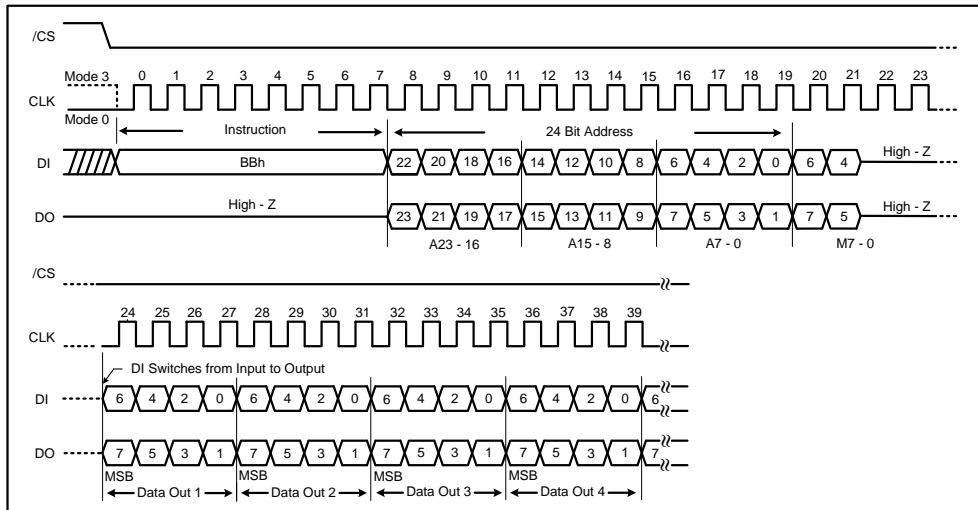 /CS
Mode 3 0 1 2 3 4 5 6 7 8 9 10 11 12 13 14 15 16 17 18 19 20 21 22 23
CLK
Mode 0
Instruction 24 Bit Address
DI BBh 22 20 18 16 14 12 10 8 6 4 2 0 6 4 High - Z
DO High - Z 23 21 19 17 15 13 11 9 7 5 3 1 7 5 High - Z
A23 - 16 A15 - 8 A7 - 0 M7 - 0
/CS
24 25 26 27 28 29 30 31 32 33 34 35 36 37 38 39
CLK
DI Switches from Input to Output
DI 6 4 2 0 6 4 2 0 6 4 2 0 6 4 2 0 6
DO 7 5 3 1 7 5 3 1 7 5 3 1 7 5 3 1 7
MSB MSB MSB MSB
Data Out 1 Data Out 2 Data Out 3 Data Out 4